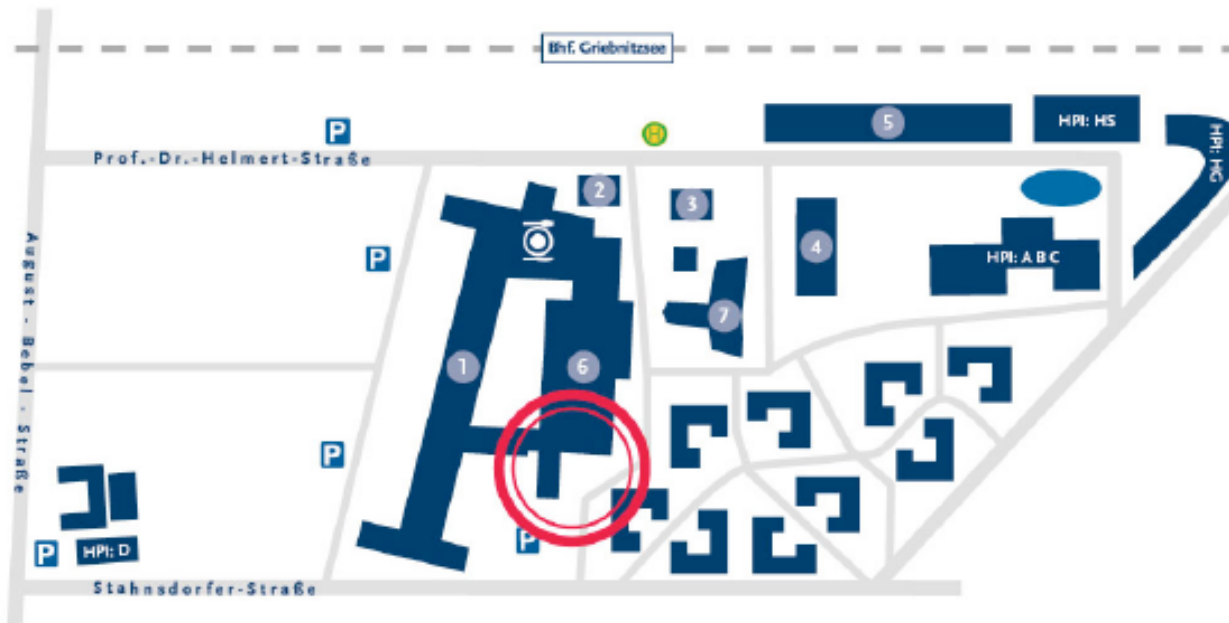 Bhf. Griebnitzsee
P
H
5
HPI: HS
HPI: HG
Prof.-Dr.-Helmert-Straße
2
3
4
P
HPI: A B C
August - Bebel - Straße
7
1
6
P
HPI: D
P
P
Stahnsdorfer-Straße